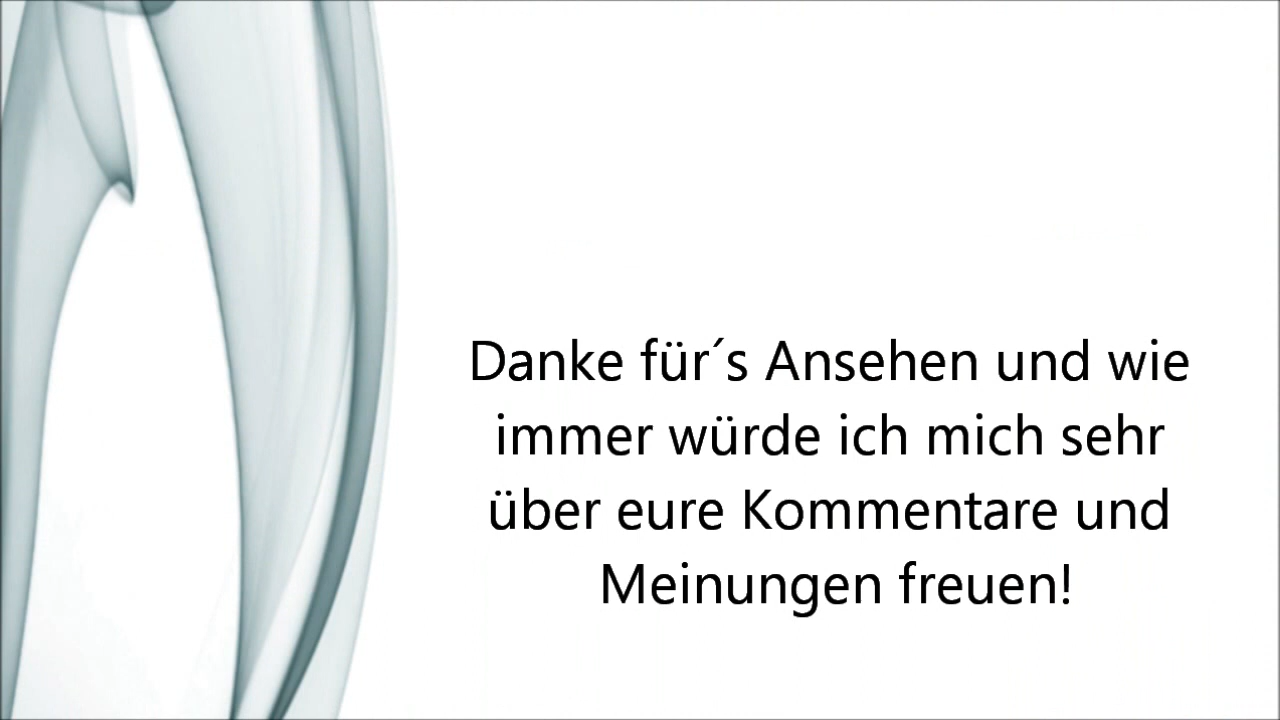 Danke für´s Ansehen und wie
immer würde ich mich sehr
über eure Kommentare und
Meinungen freuen!